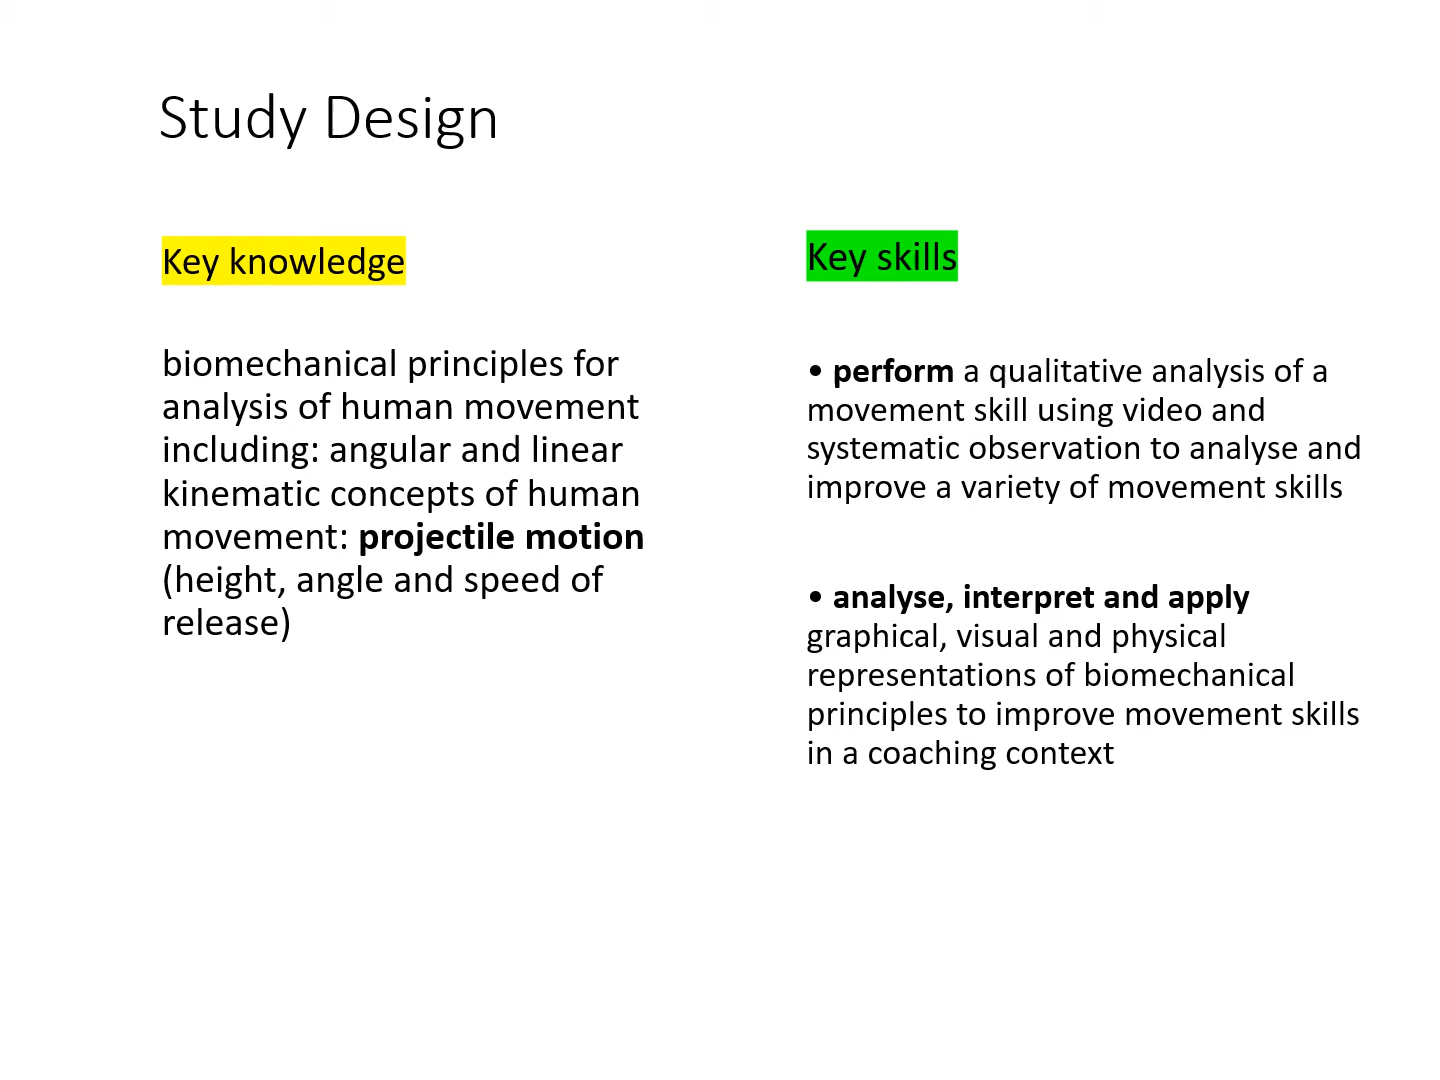 Study Design
Key knowledge
biomechanical principles for
analysis of human movement
including: angular and linear
kinematic concepts of human
movement: projectile motion
(height, angle and speed of
release)
Key skills
• perform a qualitative analysis of a
movement skill using video and
systematic observation to analyse and
improve a variety of movement skills
• analyse, interpret and apply
graphical, visual and physical
representations of biomechanical
principles to improve movement skills
in a coaching context